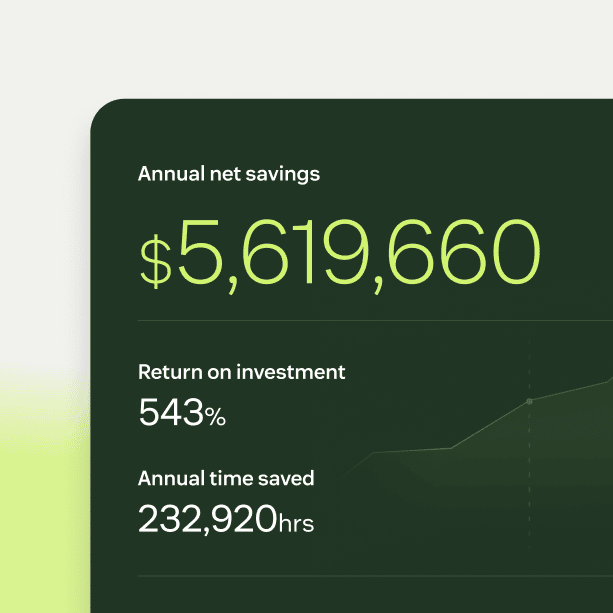 Annual net savings
$5,619,660
Return on investment
543%
Annual time saved
232,920hrs